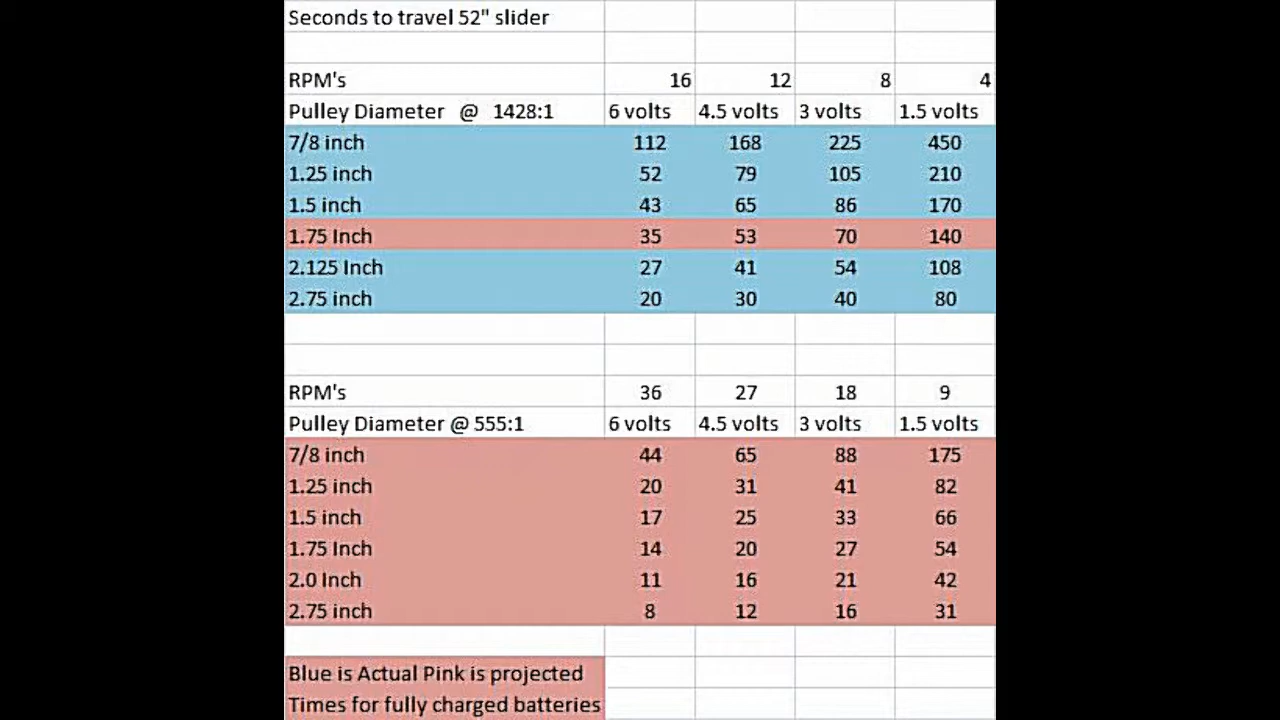 Seconds to travel 52" slider
RPM's 16 12 8 4
Pulley Diameter @ 1428:1 6 volts 4.5 volts 3 volts 1.5 volts
7/8 inch 112 168 225 450
1.25 inch 52 79 105 210
1.5 inch 43 65 86 170
1.75 Inch 35 53 70 140
2.125 Inch 27 41 54 108
2.75 inch 20 30 40 80
RPM's 36 27 18 9
Pulley Diameter @ 555:1 6 volts 4.5 volts 3 volts 1.5 volts
7/8 inch 44 65 88 175
1.25 inch 20 31 41 82
1.5 inch 17 25 33 66
1.75 Inch 14 20 27 54
2.0 Inch 11 16 21 42
2.75 inch 8 12 16 31
Blue is Actual Pink is projected
Times for fully charged batteries